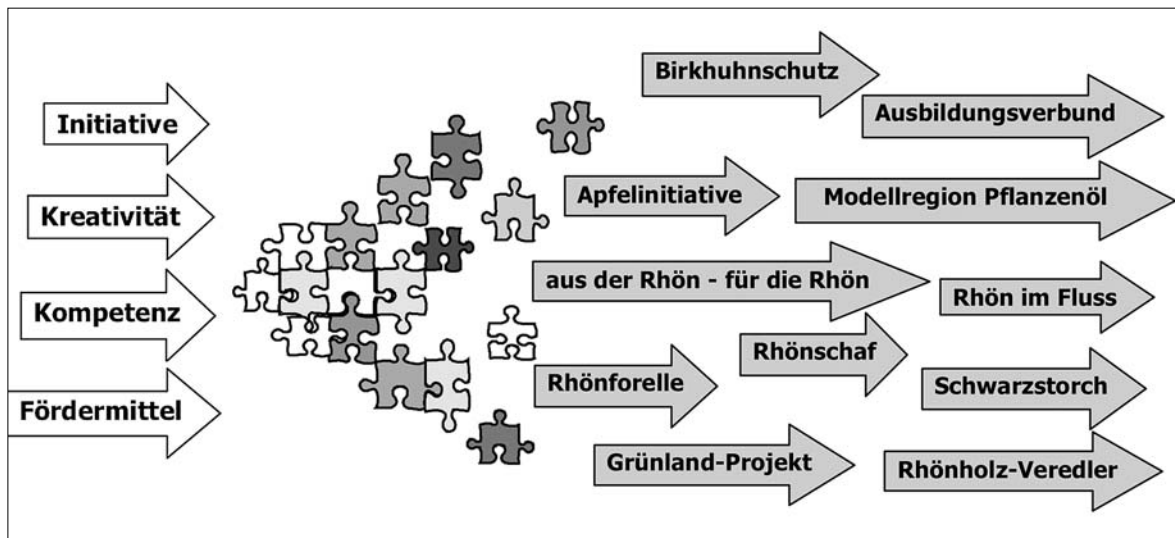 Initiative
Kreativität
Kompetenz
Fördermittel
Birkhuhnschutz
Ausbildungsverbund
Apfelinitiative
Modellregion Pflanzenöl
aus der Rhön - für die Rhön
Rhön im Fluss
Rhönschaf
Rhönforelle
Schwarzstorch
Grünland-Projekt
Rhönholz-Veredler